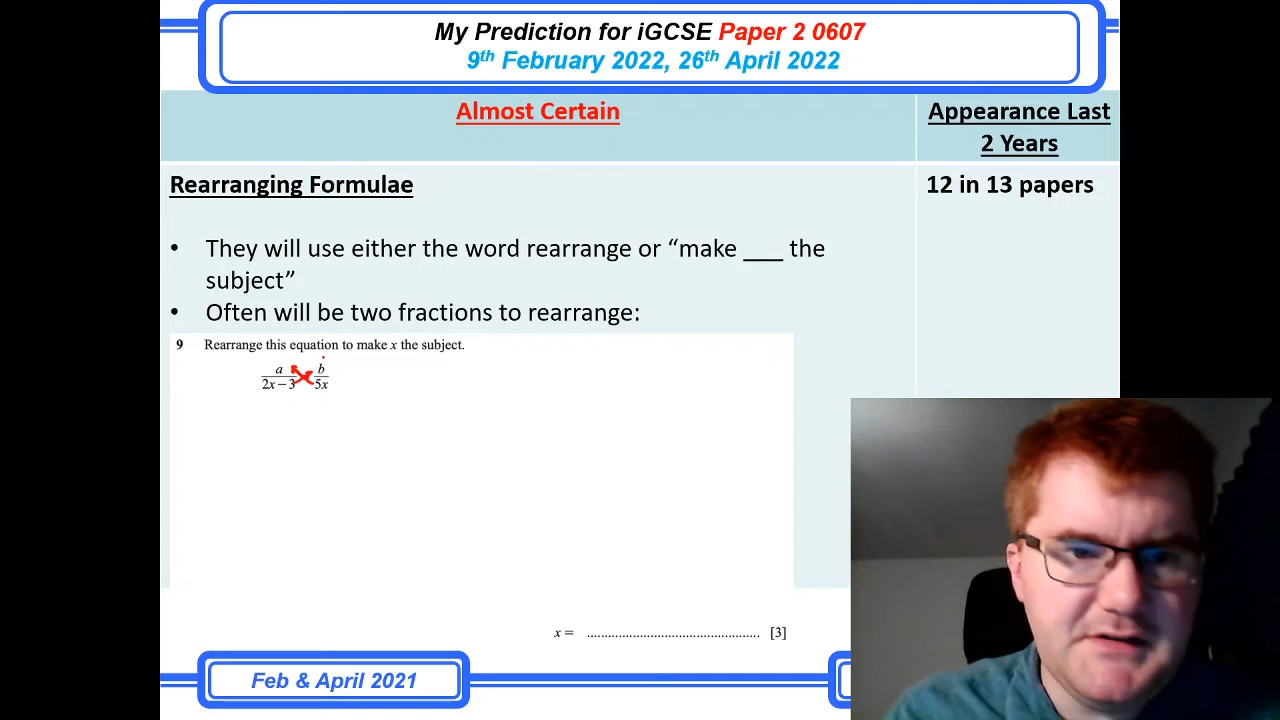 My Prediction for iGCSE Paper 2 0607
9th February 2022, 26th April 2022
Almost Certain
Appearance Last
2 Years
Rearranging Formulae
12 in 13 papers
• They will use either the word rearrange or “make ___ the
subject”
• Often will be two fractions to rearrange:
9 Rearrange this equation to make x the subject.
a b
2x – 3 5x
x = ................................................ [3]
Feb & April 2021